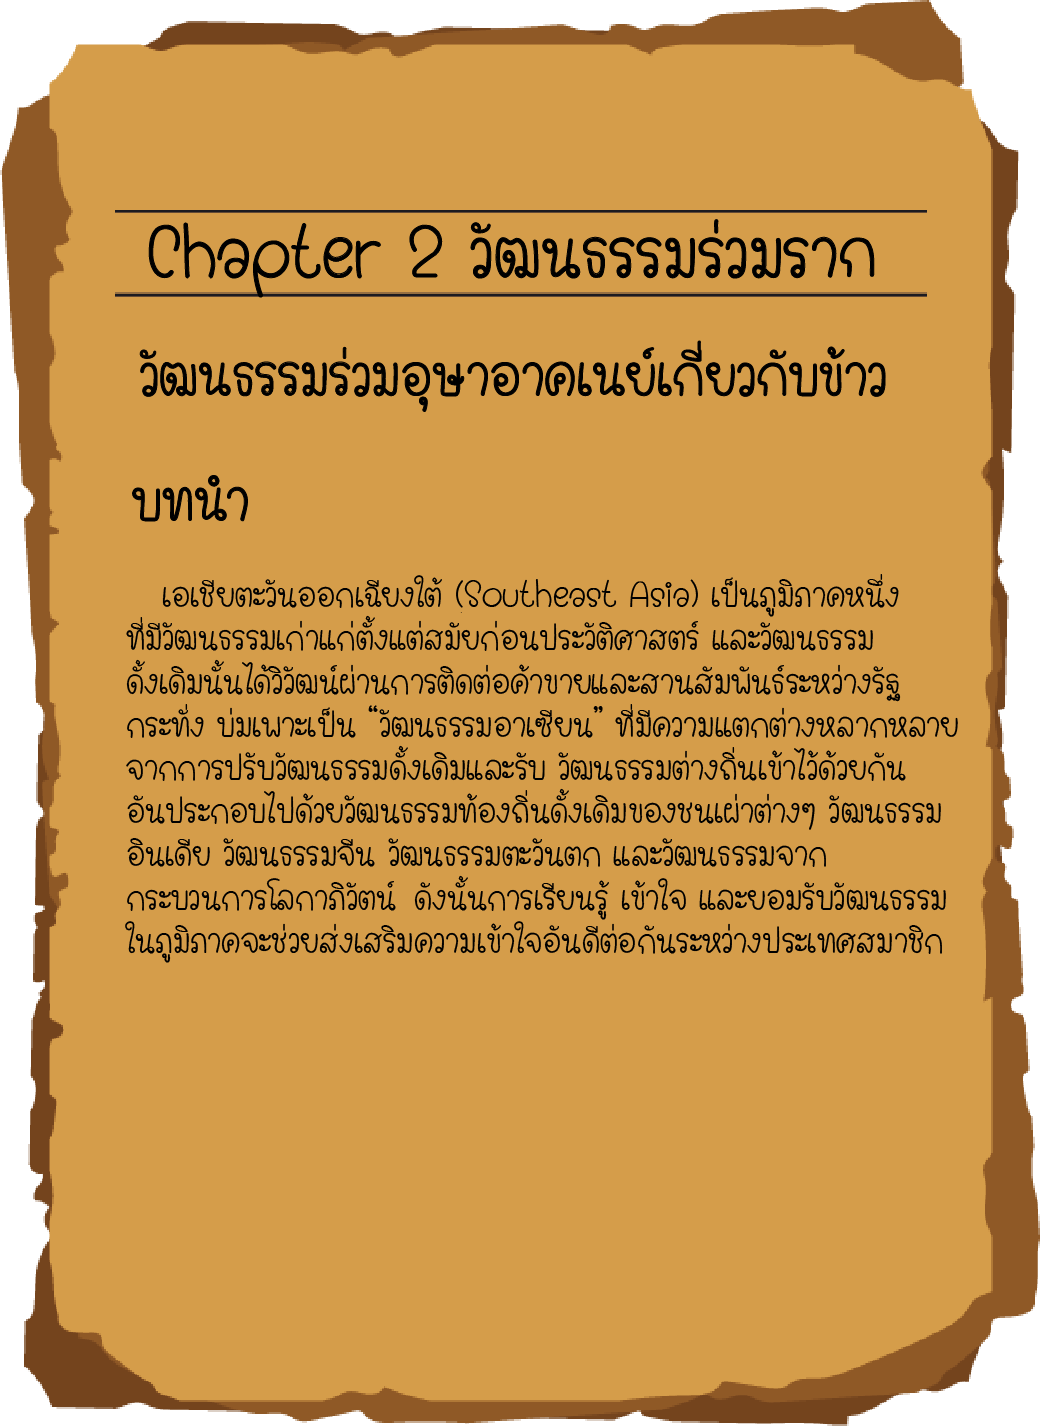 Chapter 2 วัฒนธรรมร่วมราก
วัฒนธรรมร่วมอุษาอาคเนย์เกี่ยวกับข้าว
บทนำ
เอเชียตะวันออกเฉียงใต้ (Southeast Asia) เป็นภูมิภาคหนึ่ง
ที่มีวัฒนธรรมเก่าแก่ตั้งแต่สมัยก่อนประวัติศาสตร์ และวัฒนธรรม
ดั้งเดิมนั้นได้วิวัฒน์ผ่านการติดต่อค้าขายและสานสัมพันธ์ระหว่างรัฐ
กระทั่ง บ่มเพาะเป็น “วัฒนธรรมอาเซียน” ที่มีความแตกต่างหลากหลาย
จากการปรับวัฒนธรรมดั้งเดิมและรับ วัฒนธรรมต่างถิ่นเข้าไว้ด้วยกัน
อันประกอบไปด้วยวัฒนธรรมท้องถิ่นดั้งเดิมของชนเผ่าต่างๆ วัฒนธรรม
อินเดีย วัฒนธรรมจีน วัฒนธรรมตะวันตก และวัฒนธรรมจาก
กระบวนการโลกาภิวัตน์ ดังนั้นการเรียนรู้ เข้าใจ และยอมรับวัฒนธรรม
ในภูมิภาคจะช่วยส่งเสริมความเข้าใจอันดีต่อกันระหว่างประเทศสมาชิก